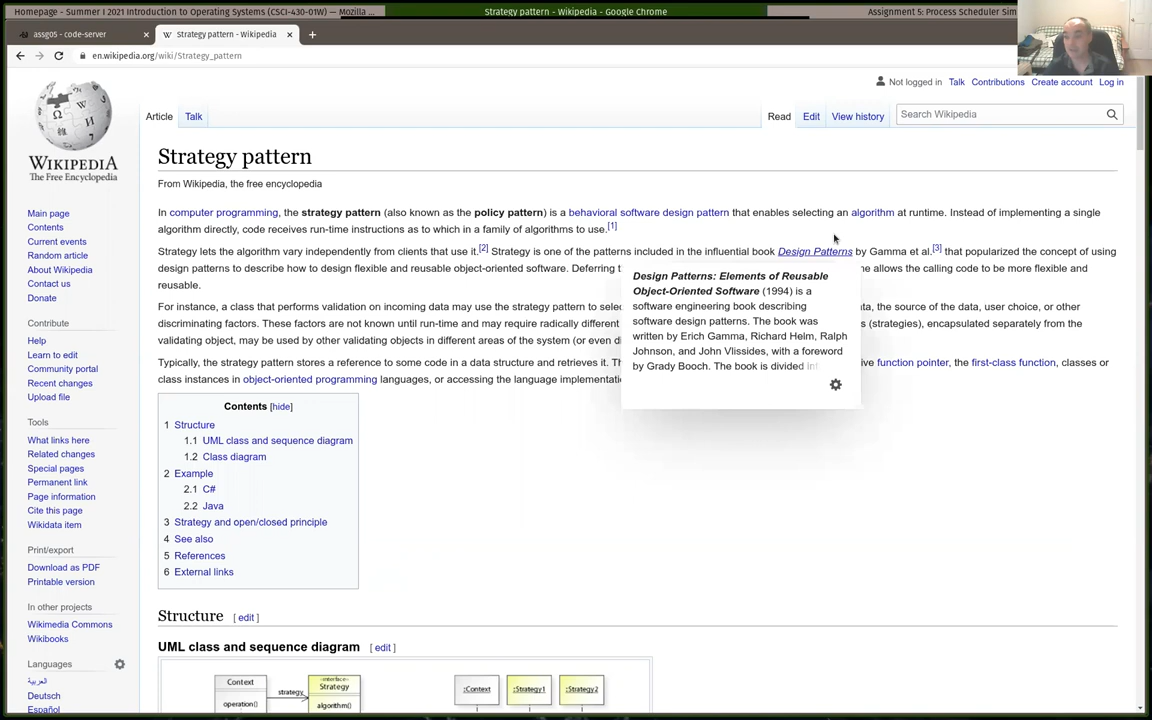 Homepage - Summer I 2021 Introduction to Operating Systems (CSCI-430-01W) — Mozilla ...
Strategy pattern - Wikipedia - Google Chrome
Assignment 5: Process Scheduler Sim
assg05 - code-server
Strategy pattern - Wikipedia
en.wikipedia.org/wiki/Strategy_pattern
Not logged in Talk Contributions Create account Log in
Article Talk Read Edit View history Search Wikipedia
WIKIPEDIA
The Free Encyclopedia
Main page
Contents
Current events
Random article
About Wikipedia
Contact us
Donate
Contribute
Help
Learn to edit
Community portal
Recent changes
Upload file
Tools
What links here
Related changes
Special pages
Permanent link
Page information
Cite this page
Wikidata item
Print/export
Download as PDF
Printable version
In other projects
Wikimedia Commons
Wikibooks
Languages
العربية
Deutsch
Español
Strategy pattern
From Wikipedia, the free encyclopedia
In computer programming, the strategy pattern (also known as the policy pattern) is a behavioral software design pattern that enables selecting an algorithm at runtime. Instead of implementing a single
algorithm directly, code receives run-time instructions as to which in a family of algorithms to use.[1]
Strategy lets the algorithm vary independently from clients that use it.[2] Strategy is one of the patterns included in the influential book Design Patterns by Gamma et al.[3] that popularized the concept of using
design patterns to describe how to design flexible and reusable object-oriented software. Deferring t
me allows the calling code to be more flexible and
reusable.
For instance, a class that performs validation on incoming data may use the strategy pattern to selec
ta, the source of the data, user choice, or other
discriminating factors. These factors are not known until run-time and may require radically different
s (strategies), encapsulated separately from the
validating object, may be used by other validating objects in different areas of the system (or even di
Typically, the strategy pattern stores a reference to some code in a data structure and retrieves it. Th
ive function pointer, the first-class function, classes or
class instances in object-oriented programming languages, or accessing the language implementati
Design Patterns: Elements of Reusable
Object-Oriented Software (1994) is a
software engineering book describing
software design patterns. The book was
written by Erich Gamma, Richard Helm, Ralph
Johnson, and John Vlissides, with a foreword
by Grady Booch. The book is divided int
Contents [hide]
1 Structure
1.1 UML class and sequence diagram
1.2 Class diagram
2 Example
2.1 C#
2.2 Java
3 Strategy and open/closed principle
4 See also
5 References
6 External links
Structure [ edit ]
UML class and sequence diagram [ edit ]
Context
operation()
strategy
«interface»
Strategy
algorithm()
:Context
:Strategy1
:Strategy2